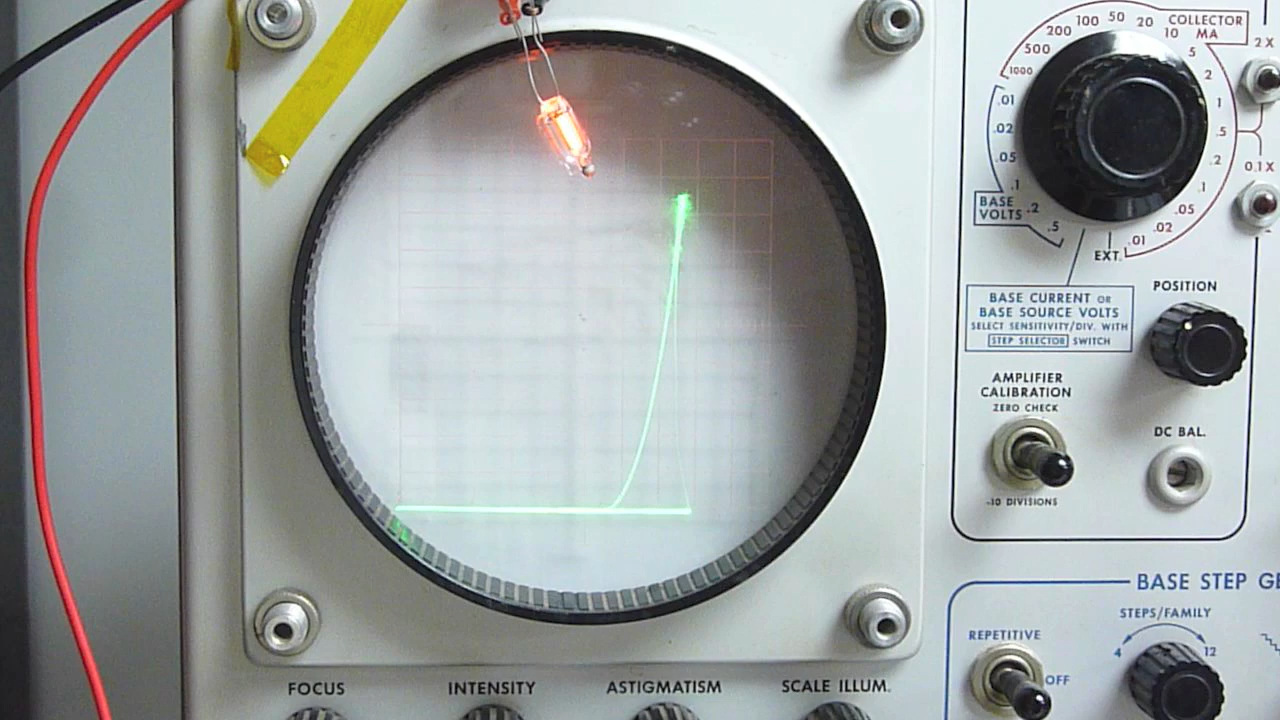 COLLECTOR
MA
1000
500
200
100
50
20
10
5
2
1
.5
.2
.1
.05
.02
.01
.01
.02
.05
.1
.2
.5
BASE
VOLTS
EXT.
2X
0.1X
BASE CURRENT OR
BASE SOURCE VOLTS
SELECT SENSITIVITY/DIV. WITH
STEP SELECTOR SWITCH
POSITION
AMPLIFIER
CALIBRATION
ZERO CHECK
-10 DIVISIONS
DC BAL.
BASE STEP GE
STEPS/FAMILY
4
12
REPETITIVE
OFF
FOCUS
INTENSITY
ASTIGMATISM
SCALE ILLUM.